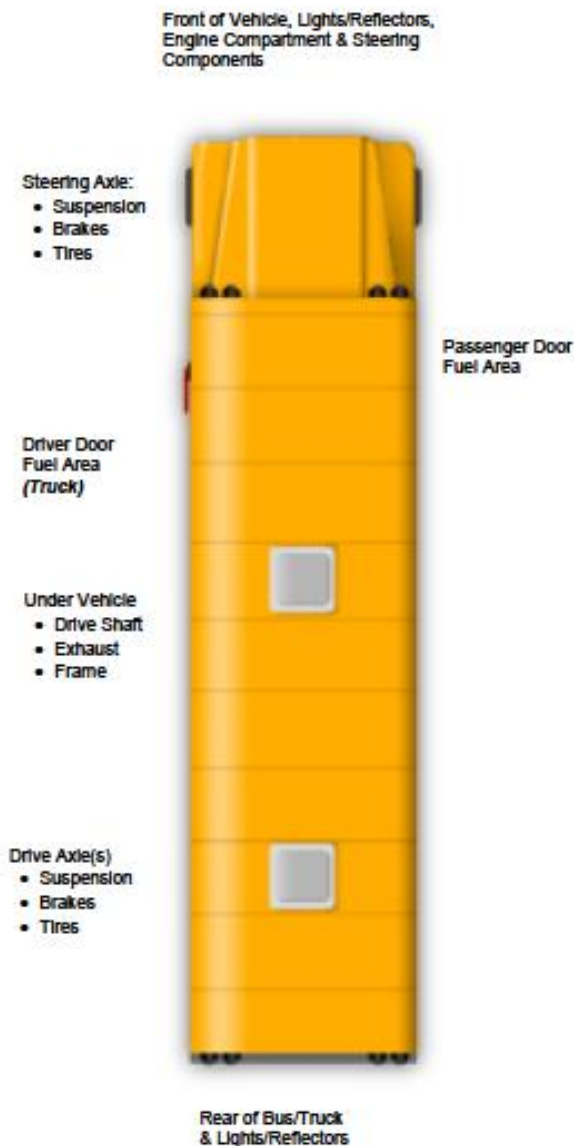 Front of Vehicle, Lights/Reflectors,
Engine Compartment & Steering
Components
Steering Axle:
• Suspension
• Brakes
• Tires
Passenger Door
Fuel Area
Driver Door
Fuel Area
(Truck)
Under Vehicle
• Drive Shaft
• Exhaust
• Frame
Drive Axle(s)
• Suspension
• Brakes
• Tires
Rear of Bus/Truck
& Lights/Reflectors